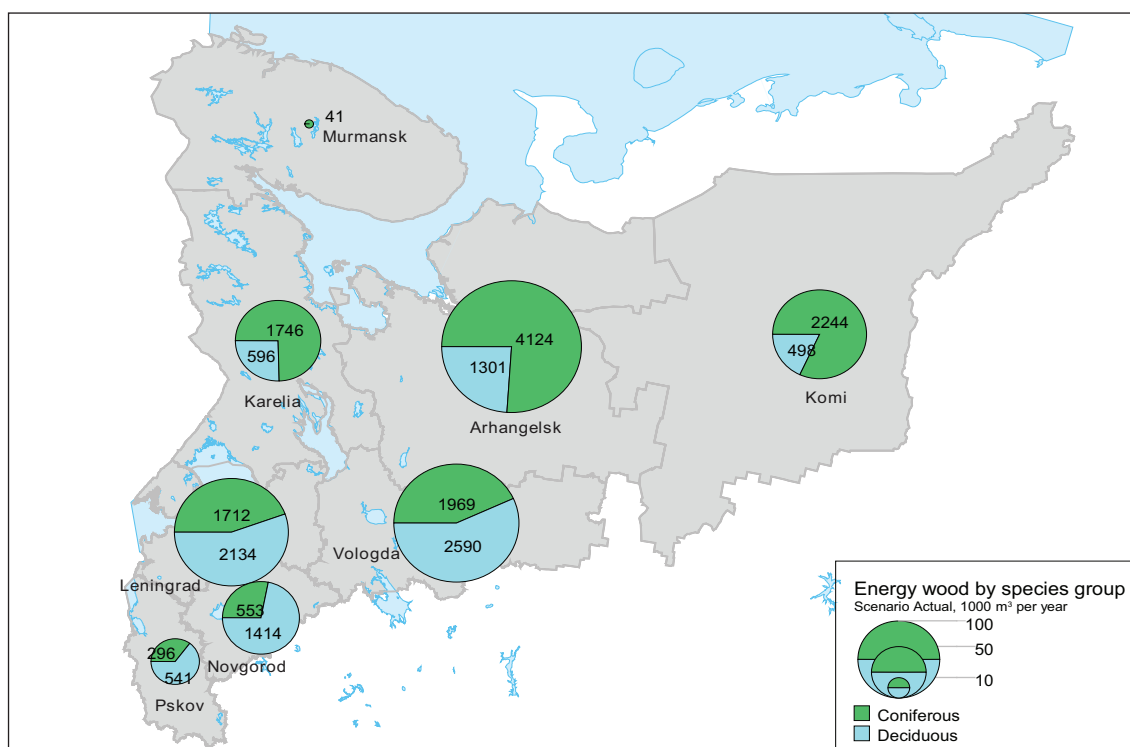 41
Murmansk
1746
596
Karelia
4124
1301
Arhangelsk
2244
498
Komi
1712
2134
Leningrad
1969
2590
Vologda
553
1414
Novgorod
296
541
Pskov
Energy wood by species group
Scenario Actual, 1000 m³ per year
100
50
10
Coniferous
Deciduous